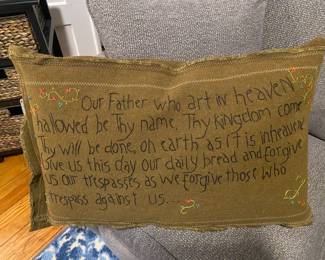 Our Father who art in heaven
hallowed be Thy name, Thy Kingdom come
Thy will be done, on earth as it is in heaven
Give us this day our daily bread and forgive
us our trespasses as we forgive those who
trespass against us....